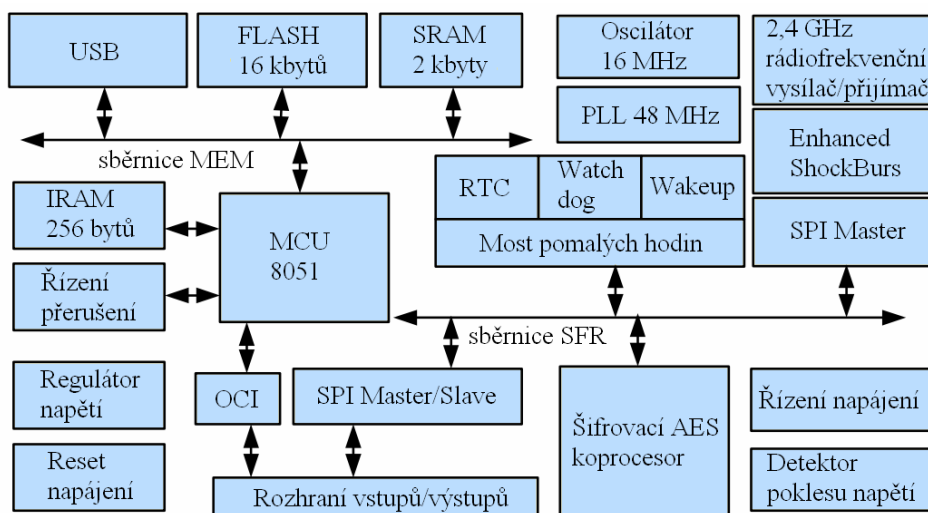 USB
FLASH
16 kbytů
SRAM
2 kbyty
Oscilátor
16 MHz
2,4 GHz
rádiofrekvenční
vysílač/přijímač
PLL 48 MHz
Enhanced
ShockBurs
sběrnice MEM
RTC
Watch
dog
Wakeup
IRAM
256 bytů
MCU
8051
Most pomalých hodin
SPI Master
Řízení
přerušení
sběrnice SFR
Regulátor
napětí
OCI
SPI Master/Slave
Šifrovací AES
koprocesor
Řízení napájení
Reset
napájení
Rozhraní vstupů/výstupů
Detektor
poklesu napětí